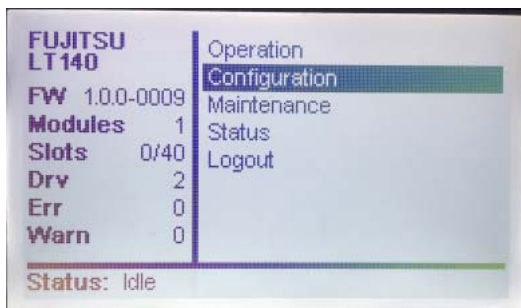 FUJITSU
LT140
FW 1.0.0-0009
Modules 1
Slots 0/40
Drv 2
Err 0
Warn 0
Operation
Configuration
Maintenance
Status
Logout
Status: Idle